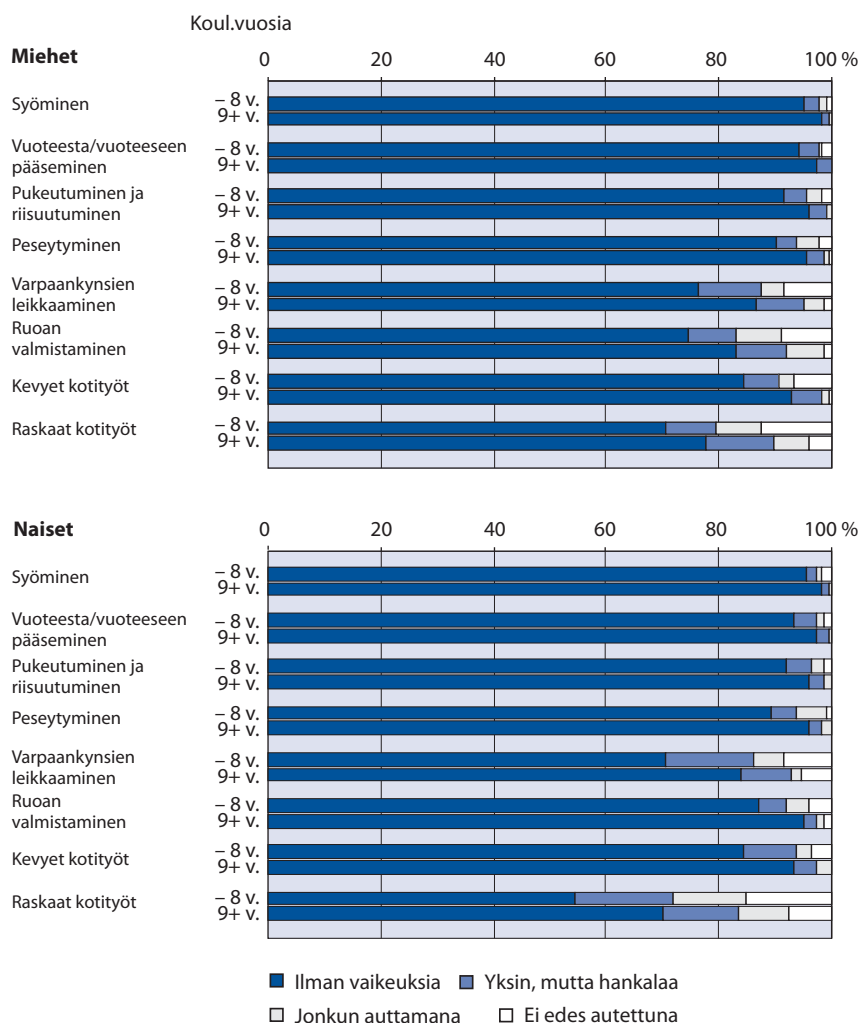 Koul.vuosia
Miehet 0 20 40 60 80 100 %
Syöminen – 8 v.
9+ v.
Vuoteesta/vuoteeseen – 8 v.
pääseminen 9+ v.
Pukeutuminen ja – 8 v.
riisuutuminen 9+ v.
Peseytyminen – 8 v.
9+ v.
Varpaankynsien – 8 v.
leikkaaminen 9+ v.
Ruoan – 8 v.
valmistaminen 9+ v.
Kevyet kotityöt – 8 v.
9+ v.
Raskaat kotityöt – 8 v.
9+ v.
Naiset 0 20 40 60 80 100 %
Syöminen – 8 v.
9+ v.
Vuoteesta/vuoteeseen – 8 v.
pääseminen 9+ v.
Pukeutuminen ja – 8 v.
riisuutuminen 9+ v.
Peseytyminen – 8 v.
9+ v.
Varpaankynsien – 8 v.
leikkaaminen 9+ v.
Ruoan – 8 v.
valmistaminen 9+ v.
Kevyet kotityöt – 8 v.
9+ v.
Raskaat kotityöt – 8 v.
9+ v.
Ilman vaikeuksia Yksin, mutta hankalaa
Jonkun auttamana Ei edes autettuna